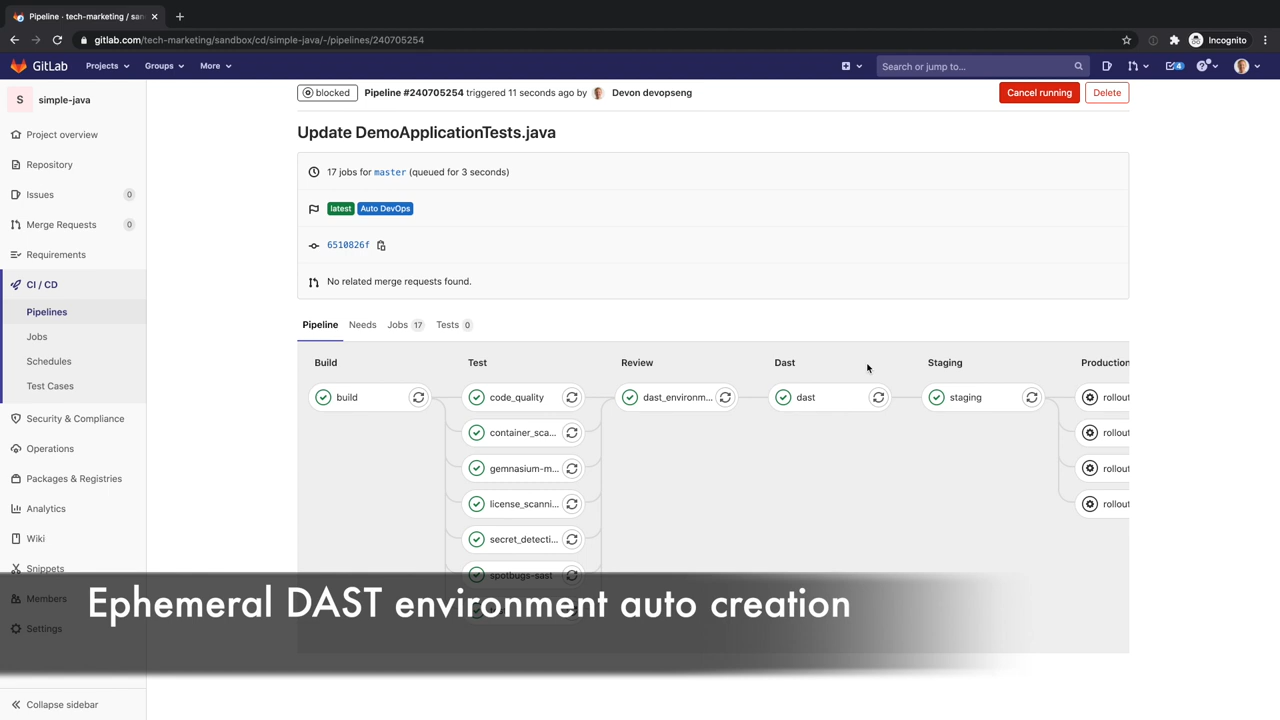 Pipeline · tech-marketing / san
gitlab.com/tech-marketing/sandbox/cd/simple-java/-/pipelines/240705254
Incognito
GitLab
Projects
Groups
More
Search or jump to...
4
S
simple-java
Project overview
Repository
Issues
0
Merge Requests
0
Requirements
CI / CD
Pipelines
Jobs
Schedules
Test Cases
Security & Compliance
Operations
Packages & Registries
Analytics
Wiki
Snippets
Members
Settings
Collapse sidebar
blocked
Pipeline #240705254 triggered 11 seconds ago by
Devon devopseng
Cancel running
Delete
Update DemoApplicationTests.java
17 jobs for master (queued for 3 seconds)
latest
Auto DevOps
6510826f
No related merge requests found.
Pipeline
Needs
Jobs 17
Tests 0
Build
Test
Review
Dast
Staging
Production
build
code_quality
dast_environm...
dast
staging
rollout
container_sca...
rollout
gemnasium-m...
rollout
license_scanni...
rollout
secret_detecti...
spotbugs-sast
Ephemeral DAST environment auto creation